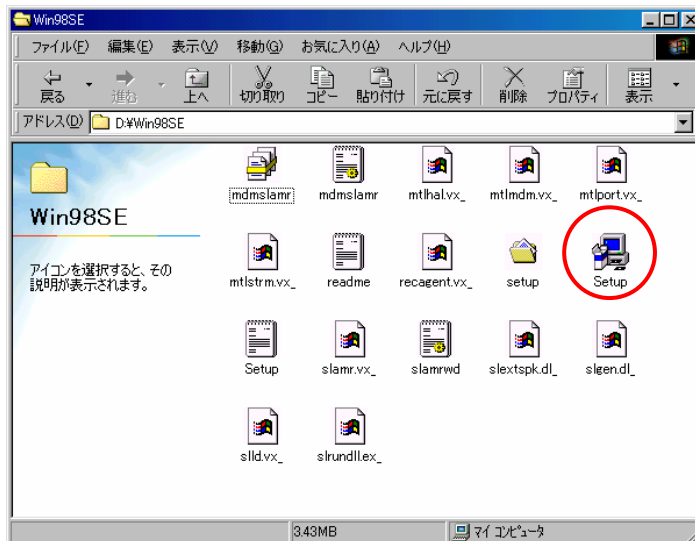 Win98SE
ファイル(F) 編集(E) 表示(V) 移動(G) お気に入り(A) ヘルプ(H)
戻る 進む 上へ 切り取り コピー 貼り付け 元に戻す 削除 プロパティ 表示
アドレス(D) D:¥Win98SE
Win98SE
アイコンを選択すると、その
説明が表示されます。
mdmslamr mdmslamr mtlhal.vx_ mtlmdm.vx_ mtlport.vx_
mtlstrm.vx_ readme recagent.vx_ setup Setup
Setup slamr.vx_ slamrwd slextspk.dl_ slgen.dl_
slld.vx_ slrundll.ex_
3.43MB マイ コンピュータ